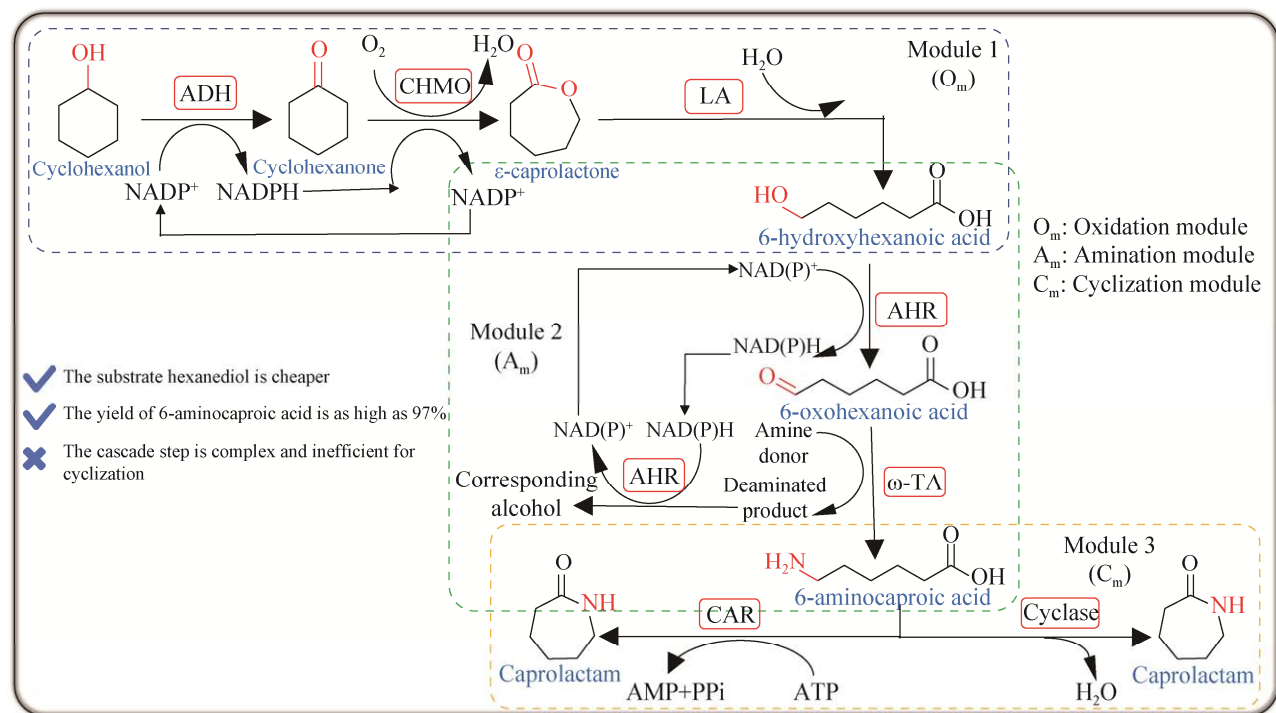 OH
O
O₂
H₂O
O
O
ADH
CHMO
LA
H₂O
Module 1
(Oₘ)
Cyclohexanol
Cyclohexanone
ε-caprolactone
NADP⁺
NADPH
NADP⁺
HO
O
OH
6-hydroxyhexanoic acid
Oₘ: Oxidation module
Aₘ: Amination module
Cₘ: Cyclization module
NAD(P)⁺
AHR
Module 2
(Aₘ)
NAD(P)H
O
O
OH
6-oxohexanoic acid
The substrate hexanediol is cheaper
The yield of 6-aminocaproic acid is as high as 97%
The cascade step is complex and inefficient for
cyclization
NAD(P)⁺
NAD(P)H
Amine
donor
AHR
ω-TA
Corresponding
alcohol
Deaminated
product
H₂N
O
OH
6-aminocaproic acid
Module 3
(Cₘ)
O
NH
CAR
Cyclase
O
NH
Caprolactam
AMP+PPi
ATP
H₂O
Caprolactam